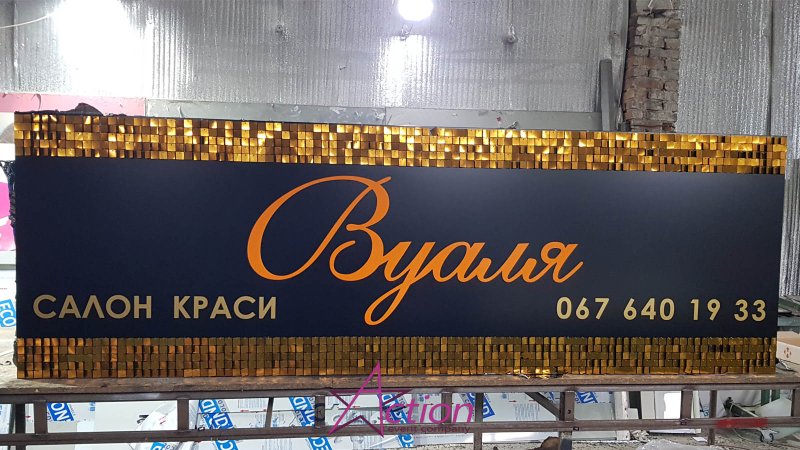 Вуаля
САЛОН КРАСИ
067 640 19 33
Action
event company